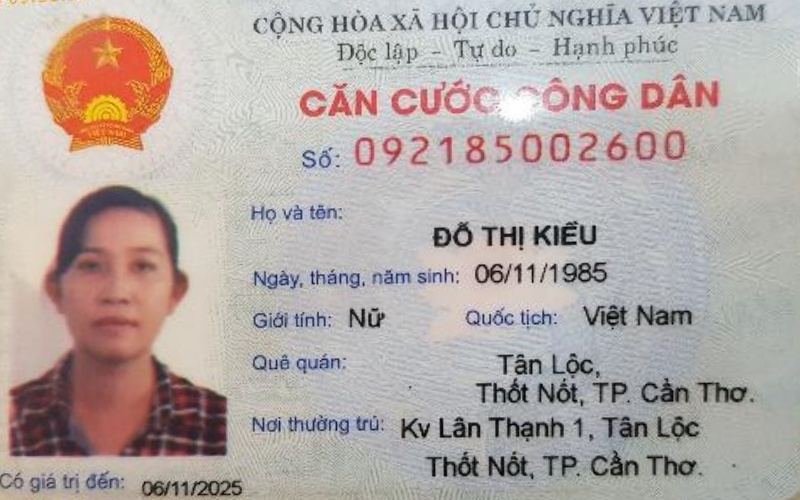 CỘNG HÒA XÃ HỘI CHỦ NGHĨA VIỆT NAM
Độc lập - Tự do - Hạnh phúc
CĂN CƯỚC CÔNG DÂN
Số: 092185002600
Họ và tên:
ĐỖ THỊ KIỀU
Ngày, tháng, năm sinh: 06/11/1985
Giới tính: Nữ Quốc tịch: Việt Nam
Quê quán: Tân Lộc,
Thốt Nốt, TP. Cần Thơ.
Nơi thường trú: Kv Lân Thạnh 1, Tân Lộc
Thốt Nốt, TP. Cần Thơ.
Có giá trị đến: 06/11/2025